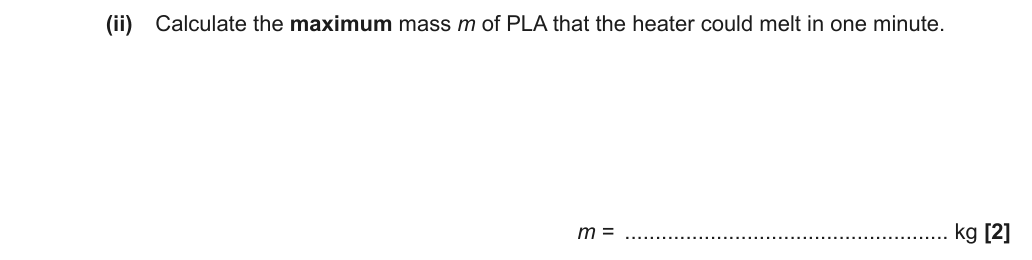 (ii) Calculate the maximum mass m of PLA that the heater could melt in one minute.
m = ..................................................... kg [2]